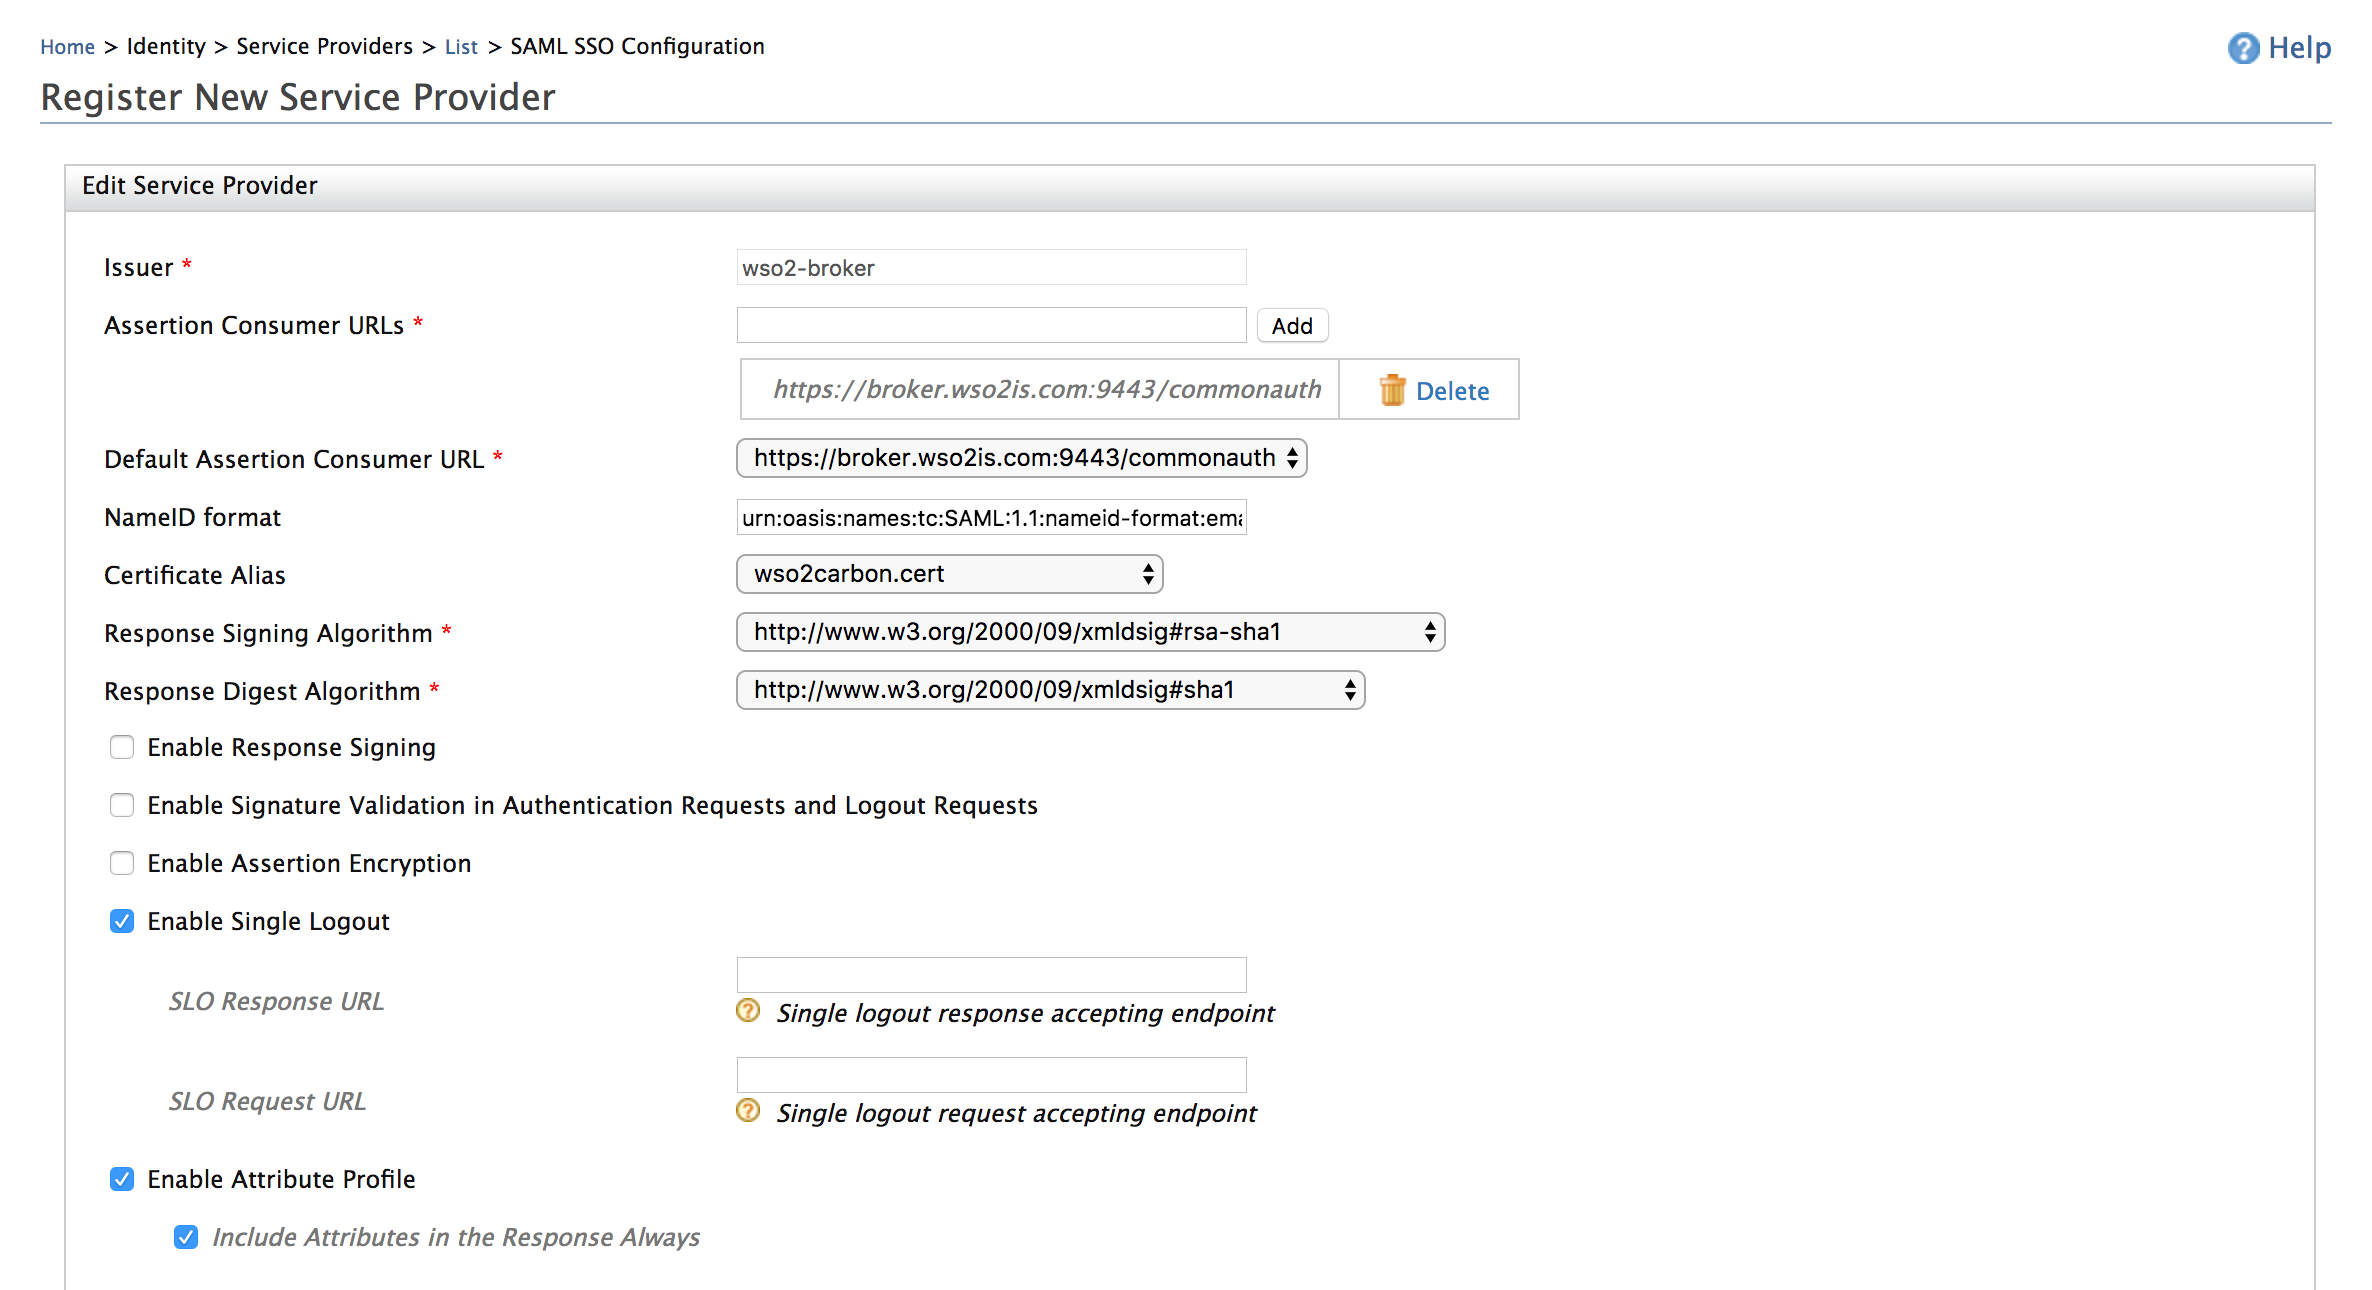 Home > Identity > Service Providers > List > SAML SSO Configuration
Help
Register New Service Provider
Edit Service Provider
Issuer * wso2-broker
Assertion Consumer URLs * Add
https://broker.wso2is.com:9443/commonauth Delete
Default Assertion Consumer URL * https://broker.wso2is.com:9443/commonauth
NameID format urn:oasis:names:tc:SAML:1.1:nameid-format:ema
Certificate Alias wso2carbon.cert
Response Signing Algorithm * http://www.w3.org/2000/09/xmldsig#rsa-sha1
Response Digest Algorithm * http://www.w3.org/2000/09/xmldsig#sha1
Enable Response Signing
Enable Signature Validation in Authentication Requests and Logout Requests
Enable Assertion Encryption
Enable Single Logout
SLO Response URL
Single logout response accepting endpoint
SLO Request URL
Single logout request accepting endpoint
Enable Attribute Profile
Include Attributes in the Response Always